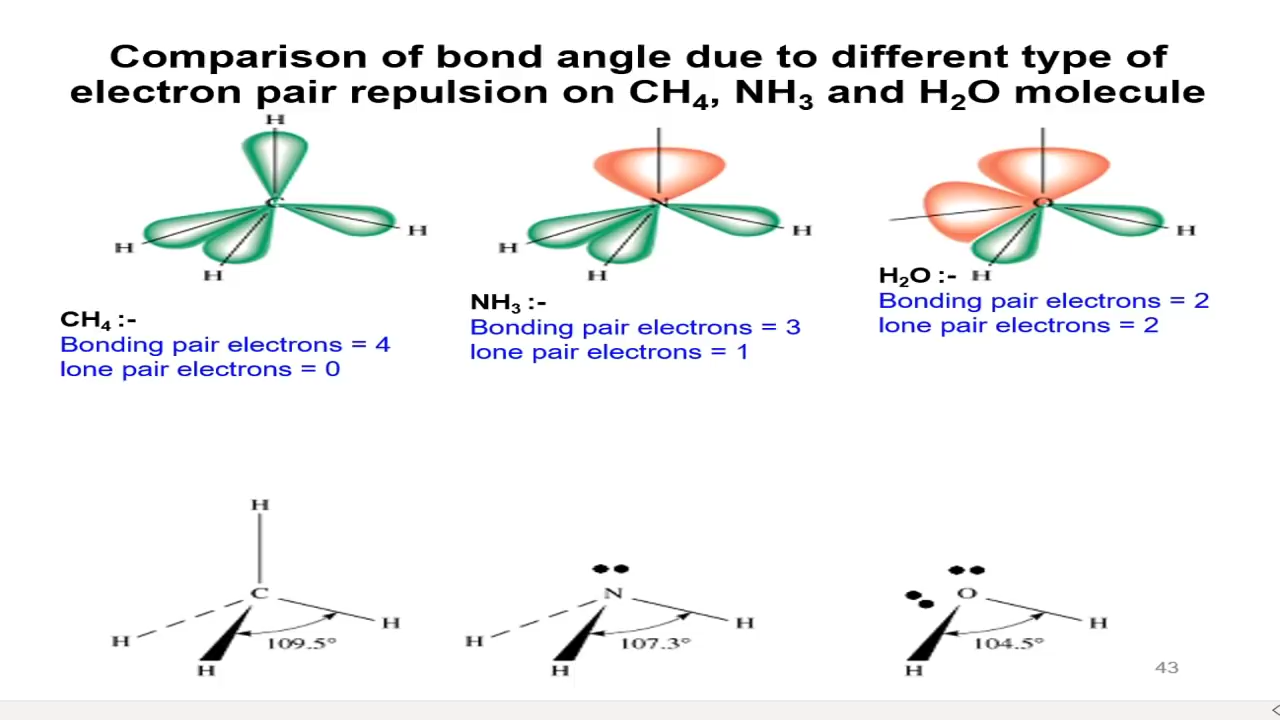 Comparison of bond angle due to different type of
electron pair repulsion on CH₄, NH₃ and H₂O molecule
H
C
H
H
H
N
H
H
H
O
H
H
CH₄ :-
Bonding pair electrons = 4
lone pair electrons = 0
NH₃ :-
Bonding pair electrons = 3
lone pair electrons = 1
H₂O :-
Bonding pair electrons = 2
lone pair electrons = 2
H
C
H
H
H
109.5°
N
H
H
H
107.3°
O
H
H
104.5°
43